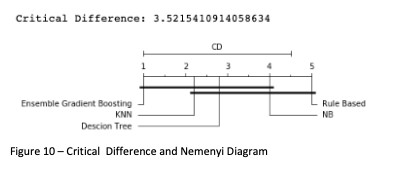 Critical Difference: 3.5215410914058634
CD
1 2 3 4 5
Ensemble Gradient Boosting
KNN
Descion Tree
Rule Based
NB
Figure 10 – Critical Difference and Nemenyi Diagram